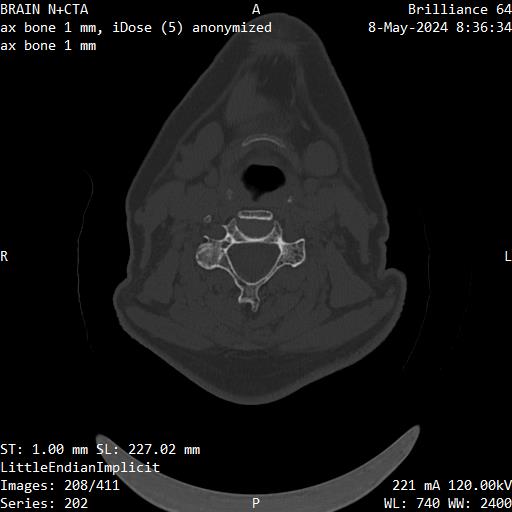 BRAIN N+CTA
A
Brilliance 64
ax bone 1 mm, iDose (5) anonymized
8-May-2024 8:36:34
ax bone 1 mm
R
L
ST: 1.00 mm SL: 227.02 mm
LittleEndianImplicit
Images: 208/411
221 mA 120.00kV
Series: 202
P
WL: 740 WW: 2400